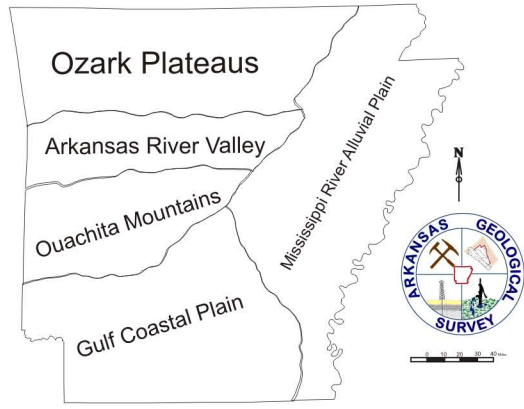 Ozark Plateaus
Arkansas River Valley
Ouachita Mountains
Mississippi River Alluvial Plain
Gulf Coastal Plain
N
ARKANSAS GEOLOGICAL SURVEY
0 10 20 30 40 Miles